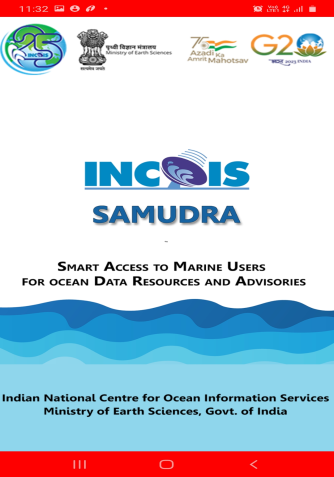 11:32
25
INCOIS
पृथ्वी विज्ञान मंत्रालय
Ministry of Earth Sciences
सत्यमेव जयते
75
Azadi Ka
Amrit Mahotsav
G20
भारत 2023 INDIA
INCOIS
SAMUDRA
~
SMART ACCESS TO MARINE USERS
FOR OCEAN DATA RESOURCES AND ADVISORIES
Indian National Centre for Ocean Information Services
Ministry of Earth Sciences, Govt. of India